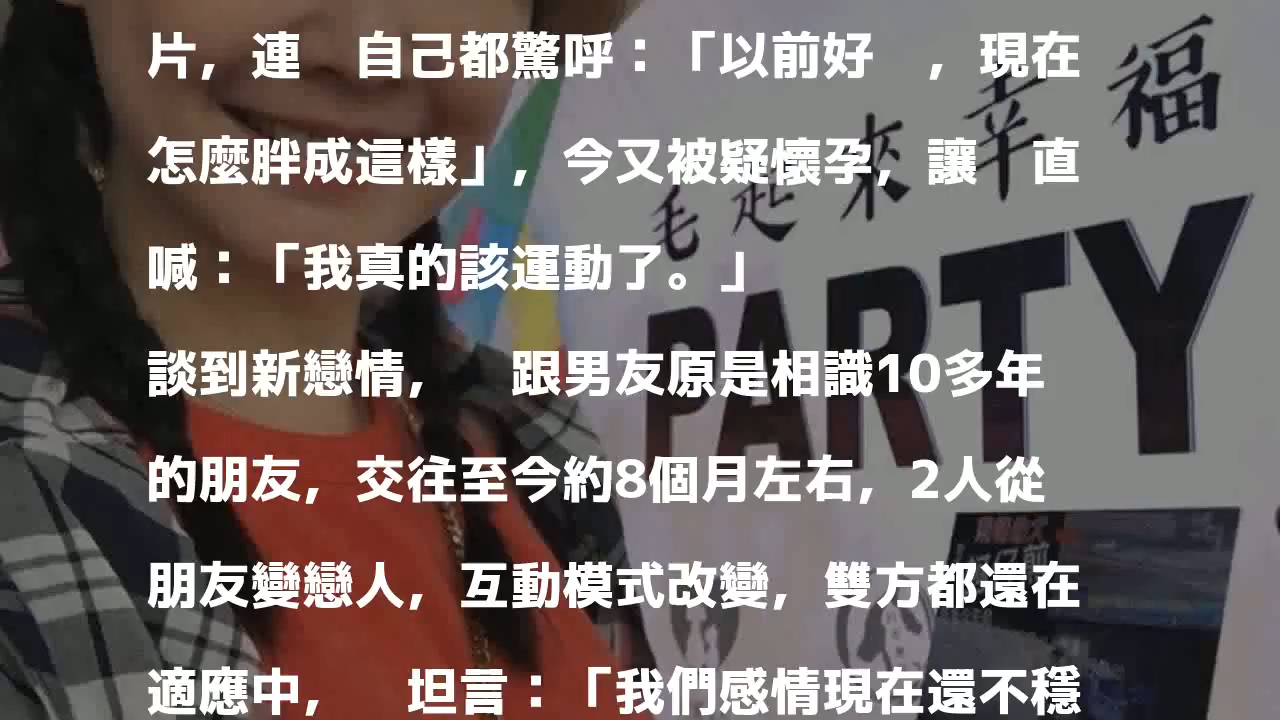 片，連　自己都驚呼：「以前好　，現在
怎麼胖成這樣」，今又被疑懷孕，讓　直
喊：「我真的該運動了。」
談到新戀情，　跟男友原是相識10多年
的朋友，交往至今約8個月左右，2人從
朋友變戀人，互動模式改變，雙方都還在
適應中，　坦言：「我們感情現在還不穩
毛起來幸福
PARTY